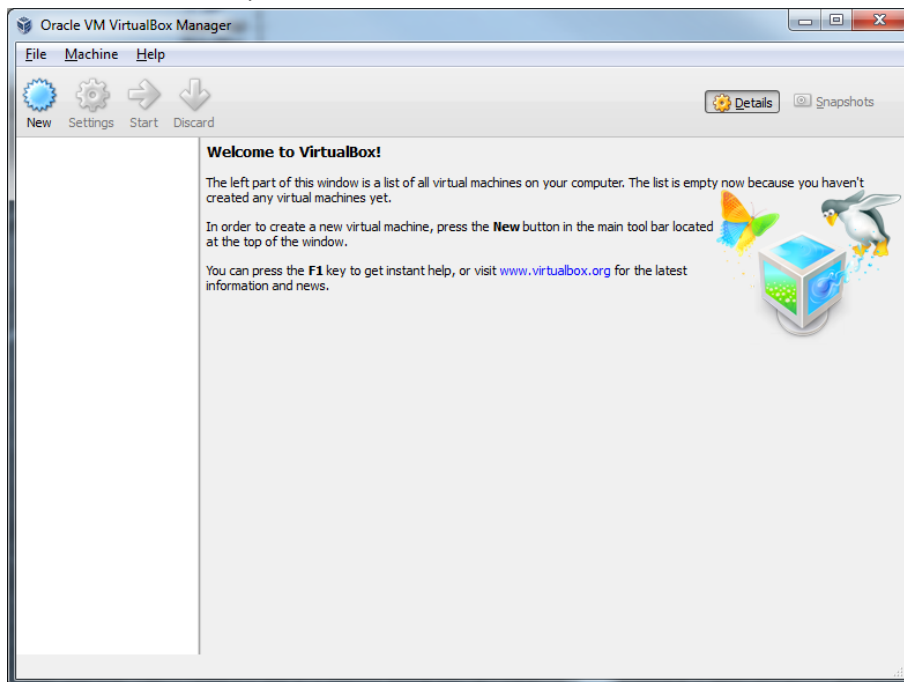 Oracle VM VirtualBox Manager
File Machine Help
New Settings Start Discard
Details Snapshots
Welcome to VirtualBox!
The left part of this window is a list of all virtual machines on your computer. The list is empty now because you haven't
created any virtual machines yet.
In order to create a new virtual machine, press the New button in the main tool bar located
at the top of the window.
You can press the F1 key to get instant help, or visit www.virtualbox.org for the latest
information and news.